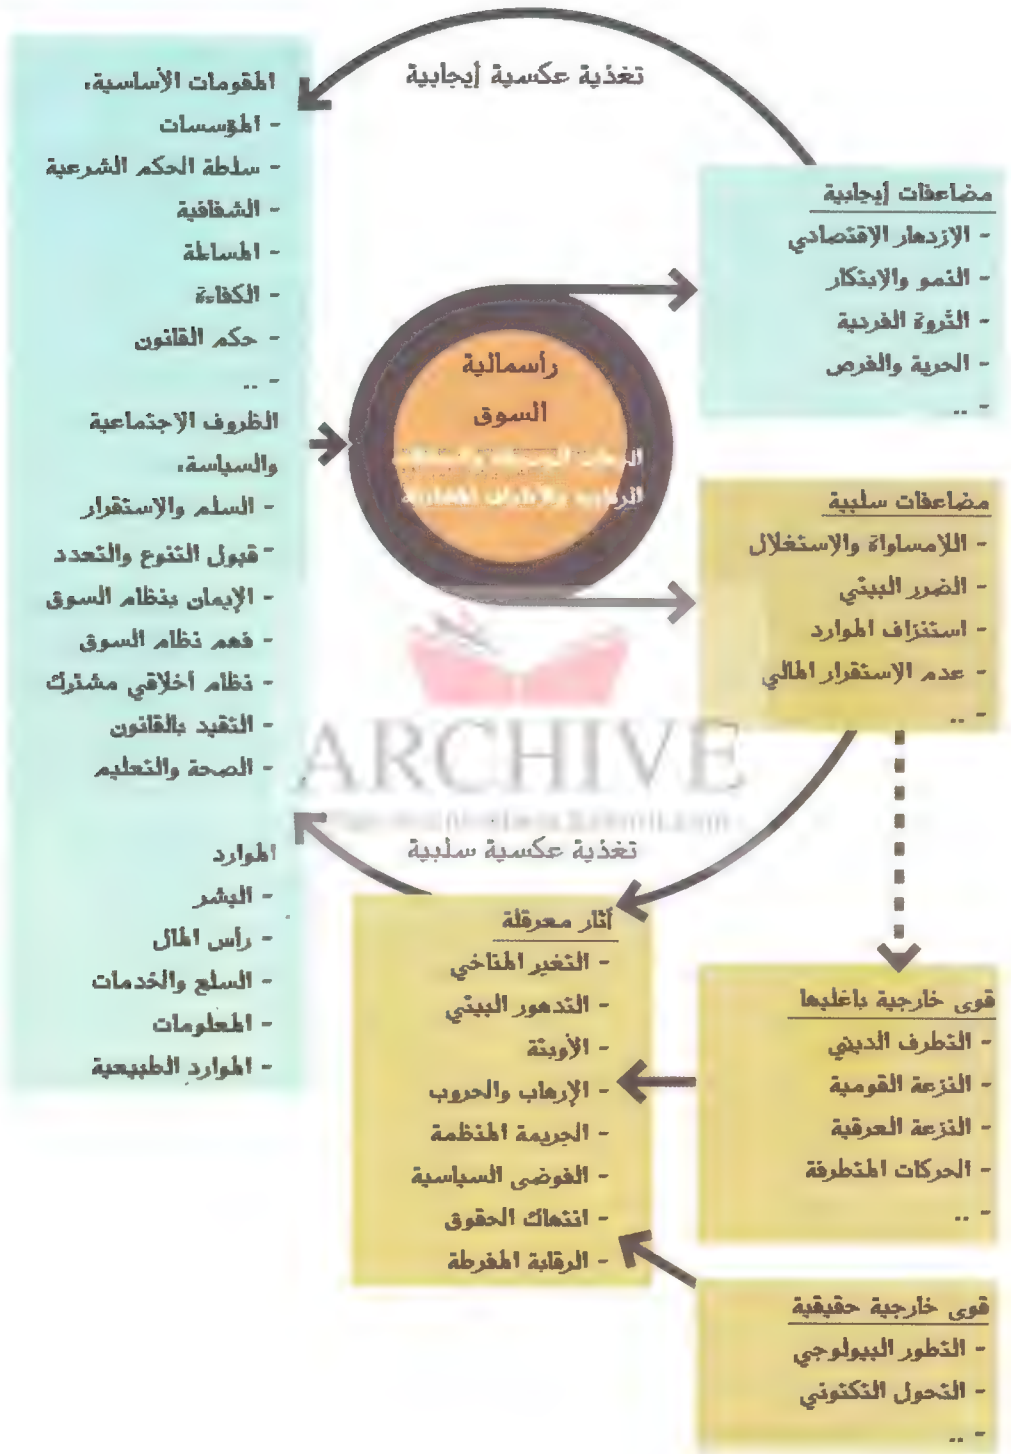 تغذية عكسية إيجابية
المقومات الأساسية،
- المؤسسات
- سلطة الحكم الشرعية
- الشفافية
- المساءلة
- الكفاءة
- حكم القانون
- ..
الظروف الاجتماعية
والسياسة،
- السلم والاستقرار
- قبول التنوع والتعدد
- الإيمان بنظام السوق
- فهم نظام السوق
- نظام أخلاقي مشترك
- التقيد بالقانون
- الصحة والتعليم
الموارد
- البشر
- رأس المال
- السلع والخدمات
- المعلومات
- الموارد الطبيعية
رأسمالية
السوق
مضاعفات إيجابية
- الازدهار الاقتصادي
- النمو والابتكار
- الثروة الفردية
- الحرية والفرص
- ..
مضاعفات سلبية
- اللامساواة والاستغلال
- الضرر البيئي
- استنزاف الموارد
- عدم الاستقرار المالي
- ..
ARCHIVE
تغذية عكسية سلبية
آثار معرقلة
- التغير المناخي
- التدهور البيئي
- الأوبئة
- الإرهاب والحروب
- الجريمة المنظمة
- الفوضى السياسية
- انتهاك الحقوق
- الرقابة المفرطة
قوى خارجية بأغلبها
- التطرف الديني
- النزعة القومية
- النزعة العرقية
- الحركات المتطرفة
- ..
قوى خارجية حقيقية
- التطور البيولوجي
- التحول التكتوني
- ..